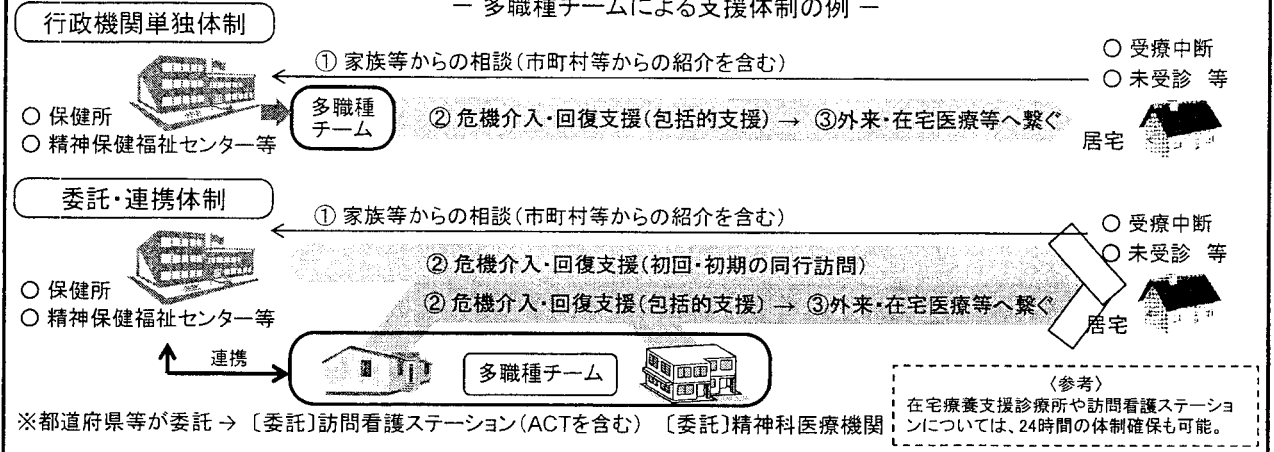 ― 多職種チームによる支援体制の例 ―
行政機関単独体制
① 家族等からの相談(市町村等からの紹介を含む)
○ 受療中断
○ 未受診 等
○ 保健所
○ 精神保健福祉センター等
多職種
チーム
② 危機介入・回復支援(包括的支援) → ③外来・在宅医療等へ繋ぐ
居宅
委託・連携体制
① 家族等からの相談(市町村等からの紹介を含む)
○ 受療中断
○ 未受診 等
② 危機介入・回復支援(初回・初期の同行訪問)
○ 保健所
○ 精神保健福祉センター等
② 危機介入・回復支援(包括的支援) → ③外来・在宅医療等へ繋ぐ
居宅
連携
多職種チーム
〈参考〉
在宅療養支援診療所や訪問看護ステーショ
ンについては、24時間の体制確保も可能。
※都道府県等が委託→ 〔委託〕訪問看護ステーション(ACTを含む) 〔委託〕精神科医療機関